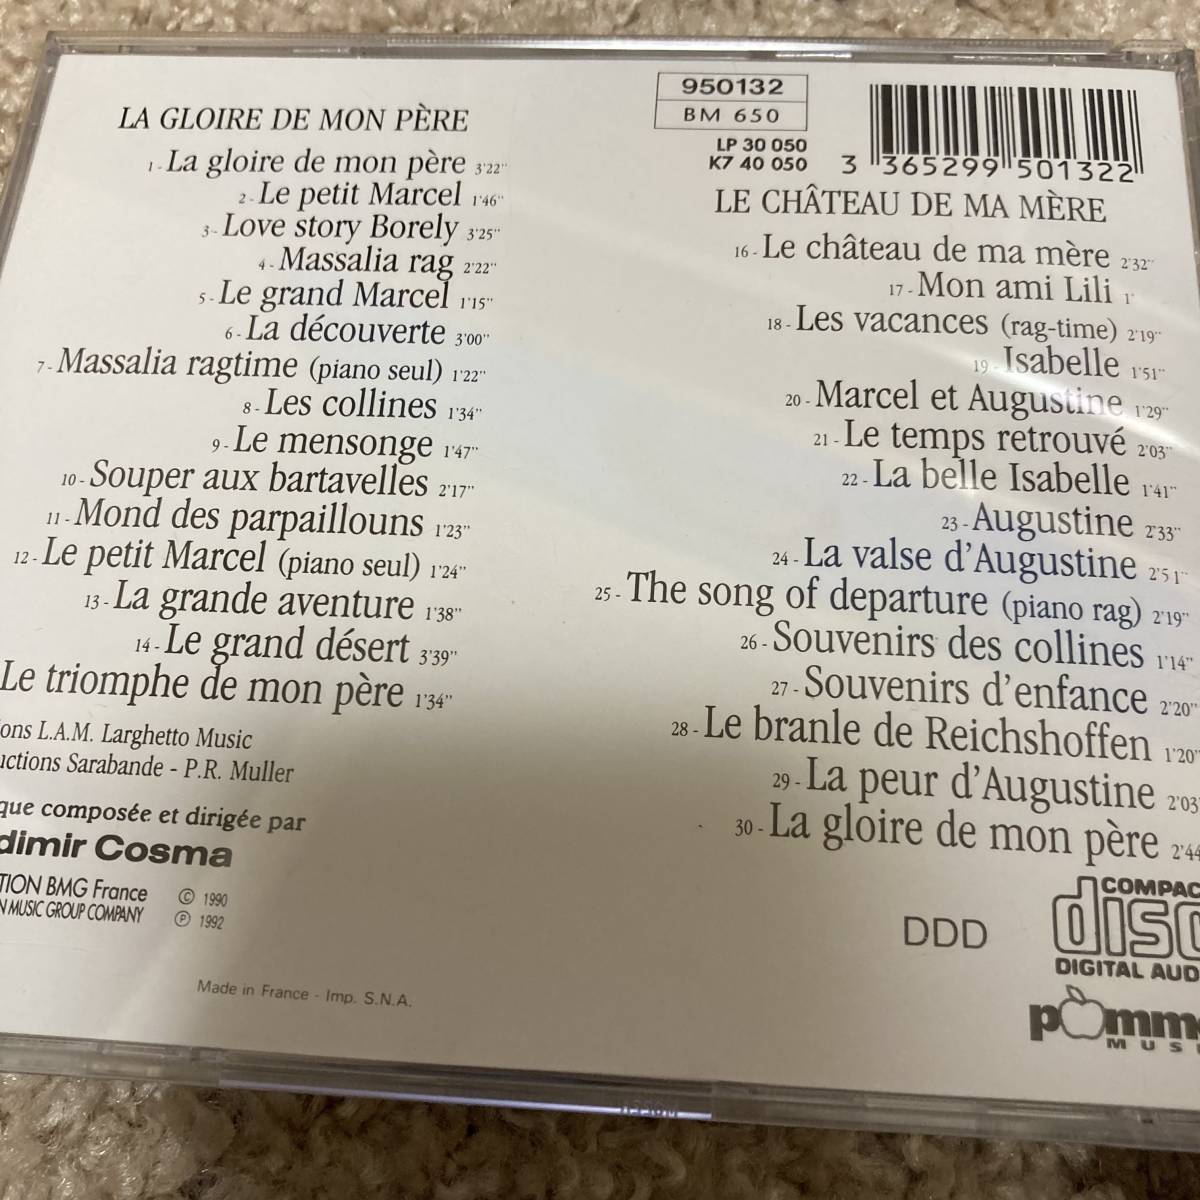 LA GLOIRE DE MON PÈRE
1 - La gloire de mon père 3'22''
2 - Le petit Marcel 1'46''
3 - Love story Borely 3'25''
4 - Massalia rag 2'22''
5 - Le grand Marcel 1'15''
6 - La découverte 3'00''
7 - Massalia ragtime (piano seul) 1'22''
8 - Les collines 1'34''
9 - Le mensonge 1'47''
10 - Souper aux bartavelles 2'17''
11 - Mond des parpaillouns 1'23''
12 - Le petit Marcel (piano seul) 1'24''
13 - La grande aventure 1'38''
14 - Le grand désert 3'39''
Le triomphe de mon père 1'34''
ons L.A.M. Larghetto Music
uctions Sarabande - P.R. Muller
que composée et dirigée par
dimir Cosma
TION BMG France © 1990
N MUSIC GROUP COMPANY ℗ 1992
Made in France - Imp. S.N.A.
950132
BM 650
LP 30 050
K7 40 050
3 365299 501322
LE CHÂTEAU DE MA MÈRE
16 - Le château de ma mère 2'32''
17 - Mon ami Lili 1'
18 - Les vacances (rag-time) 2'19''
19 - Isabelle 1'51''
20 - Marcel et Augustine 1'29''
21 - Le temps retrouvé 2'03''
22 - La belle Isabelle 1'41''
23 - Augustine 2'33''
24 - La valse d'Augustine 2'51''
25 - The song of departure (piano rag) 2'19''
26 - Souvenirs des collines 1'14''
27 - Souvenirs d'enfance 2'20''
28 - Le branle de Reichshoffen 1'20''
29 - La peur d'Augustine 2'03'
30 - La gloire de mon père 2'44
DDD
COMPAC
disc
DIGITAL AUD
pomme
MUS